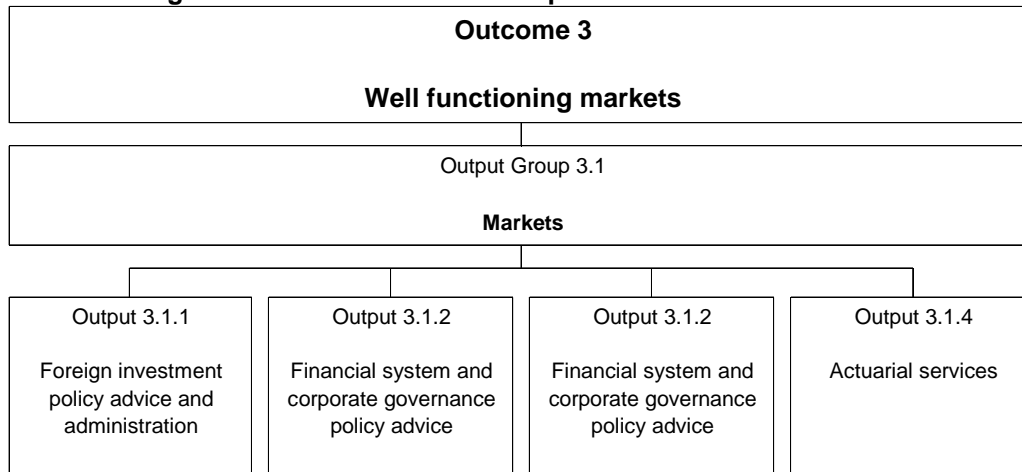 Outcome 3
Well functioning markets
Output Group 3.1
Markets
Output 3.1.1
Foreign investment
policy advice and
administration
Output 3.1.2
Financial system and
corporate governance
policy advice
Output 3.1.2
Financial system and
corporate governance
policy advice
Output 3.1.4
Actuarial services